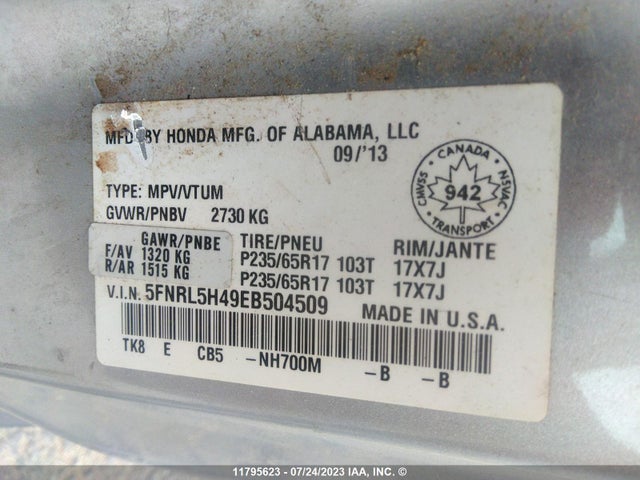 MFD BY HONDA MFG. OF ALABAMA, LLC
09/'13
TYPE: MPV/VTUM
GVWR/PNBV 2730 KG
CANADA
CMVSS
942
NSVAC
TRANSPORT
GAWR/PNBE TIRE/PNEU RIM/JANTE
F/AV 1320 KG P235/65R17 103T 17X7J
R/AR 1515 KG P235/65R17 103T 17X7J
V.I.N. 5FNRL5H49EB504509 MADE IN U.S.A.
TK8 E CB5 -NH700M -B -B
11795623 - 07/24/2023 IAA, Inc. ©